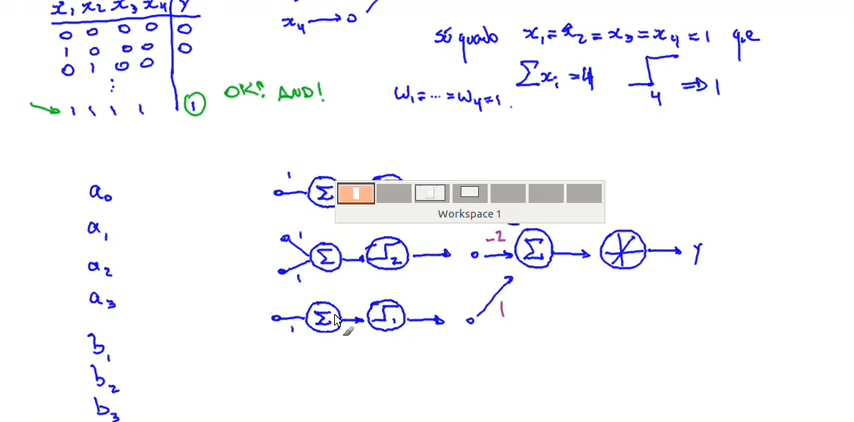 x₁ x₂ x₃ x₄ Y
0 0 0 0 0
1 0 0 0 0
0 1 0 0
⋮
1 1 1 1 1
OK! AND!
x₄
só quando x₁=x₂=x₃=x₄=1 que
Σxᵢ=4
4
⇒1
w₁=⋯=w₄=1.
a₀
a₁
a₂
a₃
b₁
b₂
b₃
1 Σ
Workspace 1
1 1 Σ 2
-2 Σ Y
1 Σ 1
1